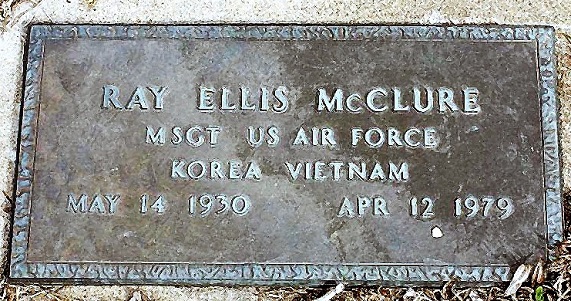 RAY ELLIS McCLURE
MSGT US AIR FORCE
KOREA VIETNAM
MAY 14 1930 APR 12 1979